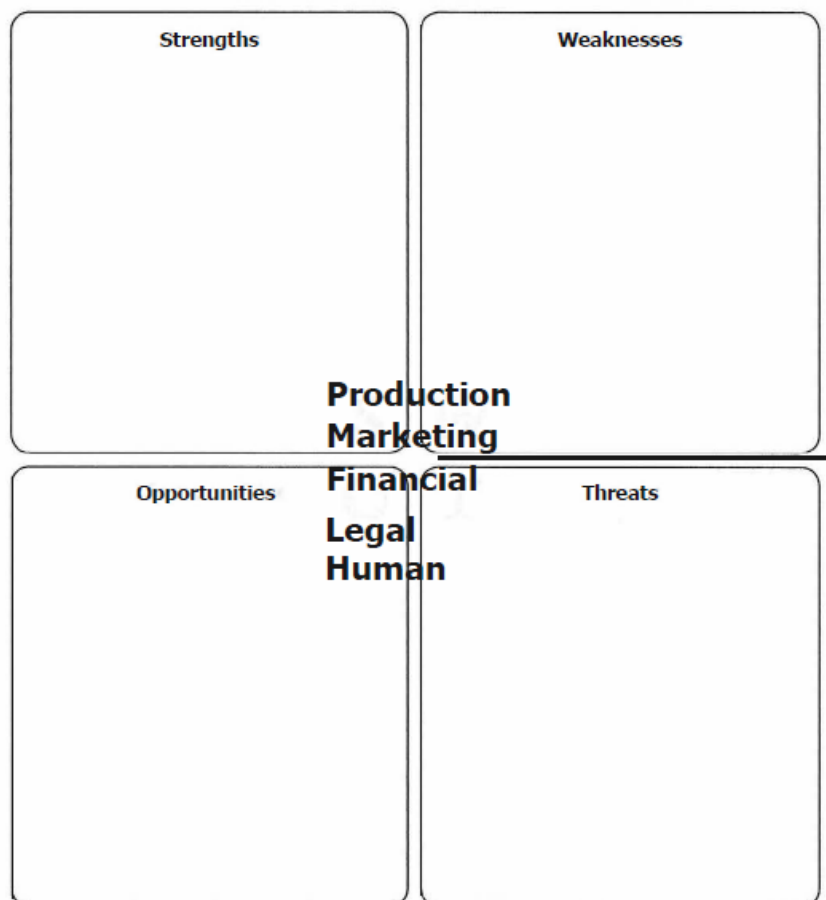 Strengths
Weaknesses
Production
Marketing
Financial
Opportunities
Threats
Legal
Human